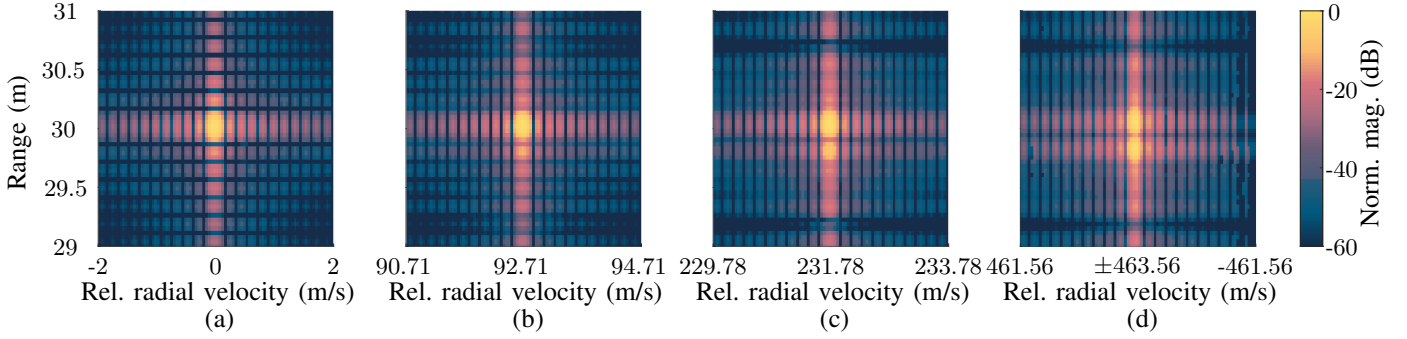 Range (m)
31
30.5
30
29.5
29
-2 0 2
Rel. radial velocity (m/s)
(a)
90.71 92.71 94.71
Rel. radial velocity (m/s)
(b)
229.78 231.78 233.78
Rel. radial velocity (m/s)
(c)
461.56 ±463.56 -461.56
Rel. radial velocity (m/s)
(d)
0
-20
-40
-60
Norm. mag. (dB)